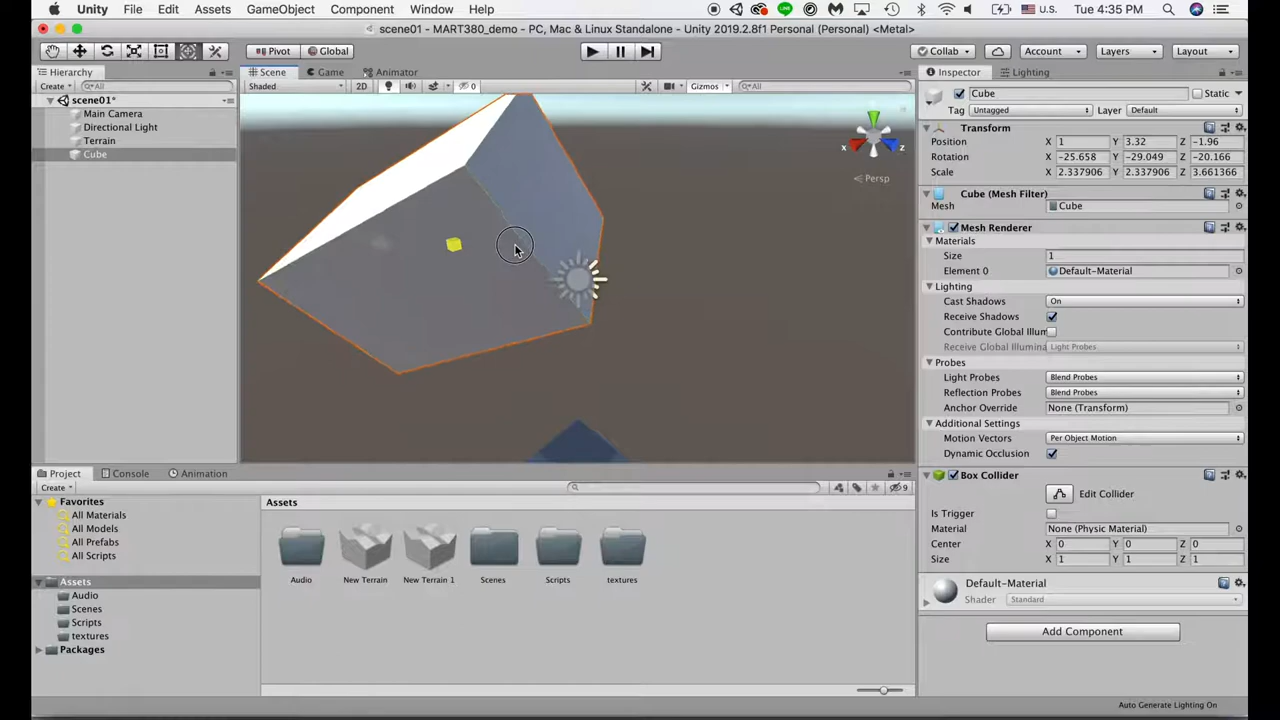 Unity File Edit Assets GameObject Component Window Help U.S. Tue 4:35 PM
scene01 - MART380_demo - PC, Mac & Linux Standalone - Unity 2019.2.8f1 Personal (Personal) <Metal>
Pivot Global Collab Account Layers Layout
Hierarchy Scene Game Animator Inspector Lighting
Create All Shaded 2D 0 Gizmos All
Cube Static
scene01*
Tag Untagged Layer Default
Main Camera
Directional Light
Terrain
Cube
y
x z
Persp
Transform
Position X 1 Y 3.32 Z -1.96
Rotation X -25.658 Y -29.049 Z -20.166
Scale X 2.337906 Y 2.337906 Z 3.661366
Cube (Mesh Filter)
Mesh Cube
Mesh Renderer
Materials
Size 1
Element 0 Default-Material
Lighting
Cast Shadows On
Receive Shadows
Contribute Global Illum
Receive Global Illumina Light Probes
Probes
Light Probes Blend Probes
Reflection Probes Blend Probes
Anchor Override None (Transform)
Additional Settings
Motion Vectors Per Object Motion
Dynamic Occlusion
Box Collider
Edit Collider
Is Trigger
Material None (Physic Material)
Center X 0 Y 0 Z 0
Size X 1 Y 1 Z 1
Default-Material
Shader Standard
Add Component
Project Console Animation
Create 9
Favorites
All Materials
All Models
All Prefabs
All Scripts
Assets
Audio
Scenes
Scripts
textures
Packages
Assets
Audio New Terrain New Terrain 1 Scenes Scripts textures
Auto Generate Lighting On